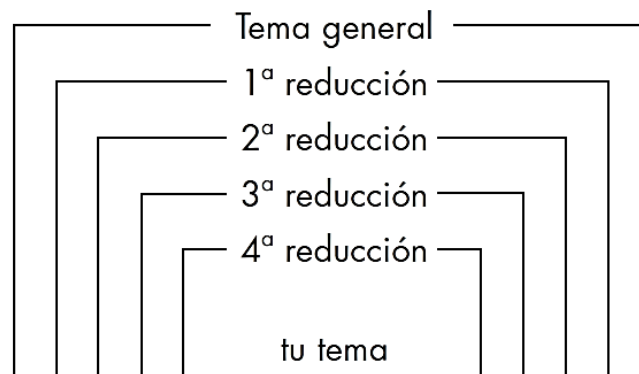 Tema general
1ª reducción
2ª reducción
3ª reducción
4ª reducción
tu tema